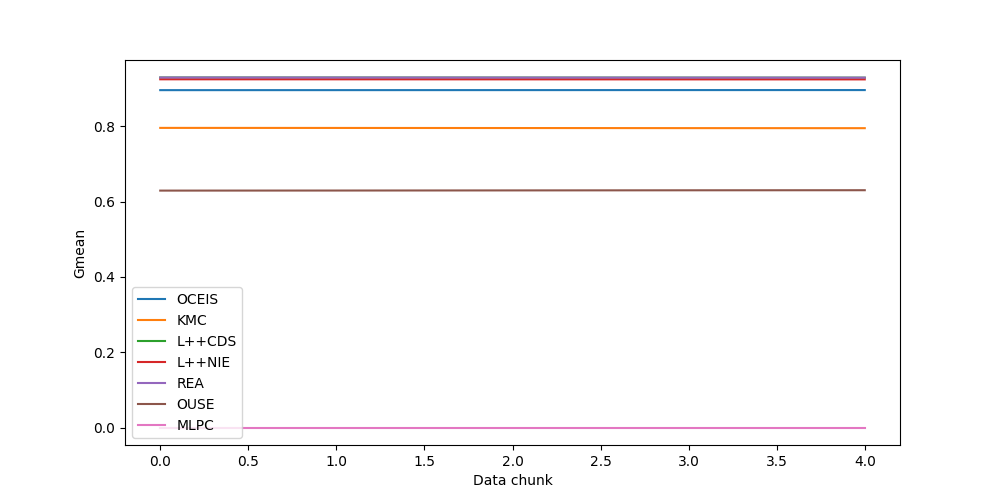 Gmean
0.8
0.6
0.4
0.2
0.0
OCEIS
KMC
L++CDS
L++NIE
REA
OUSE
MLPC
0.0 0.5 1.0 1.5 2.0 2.5 3.0 3.5 4.0
Data chunk